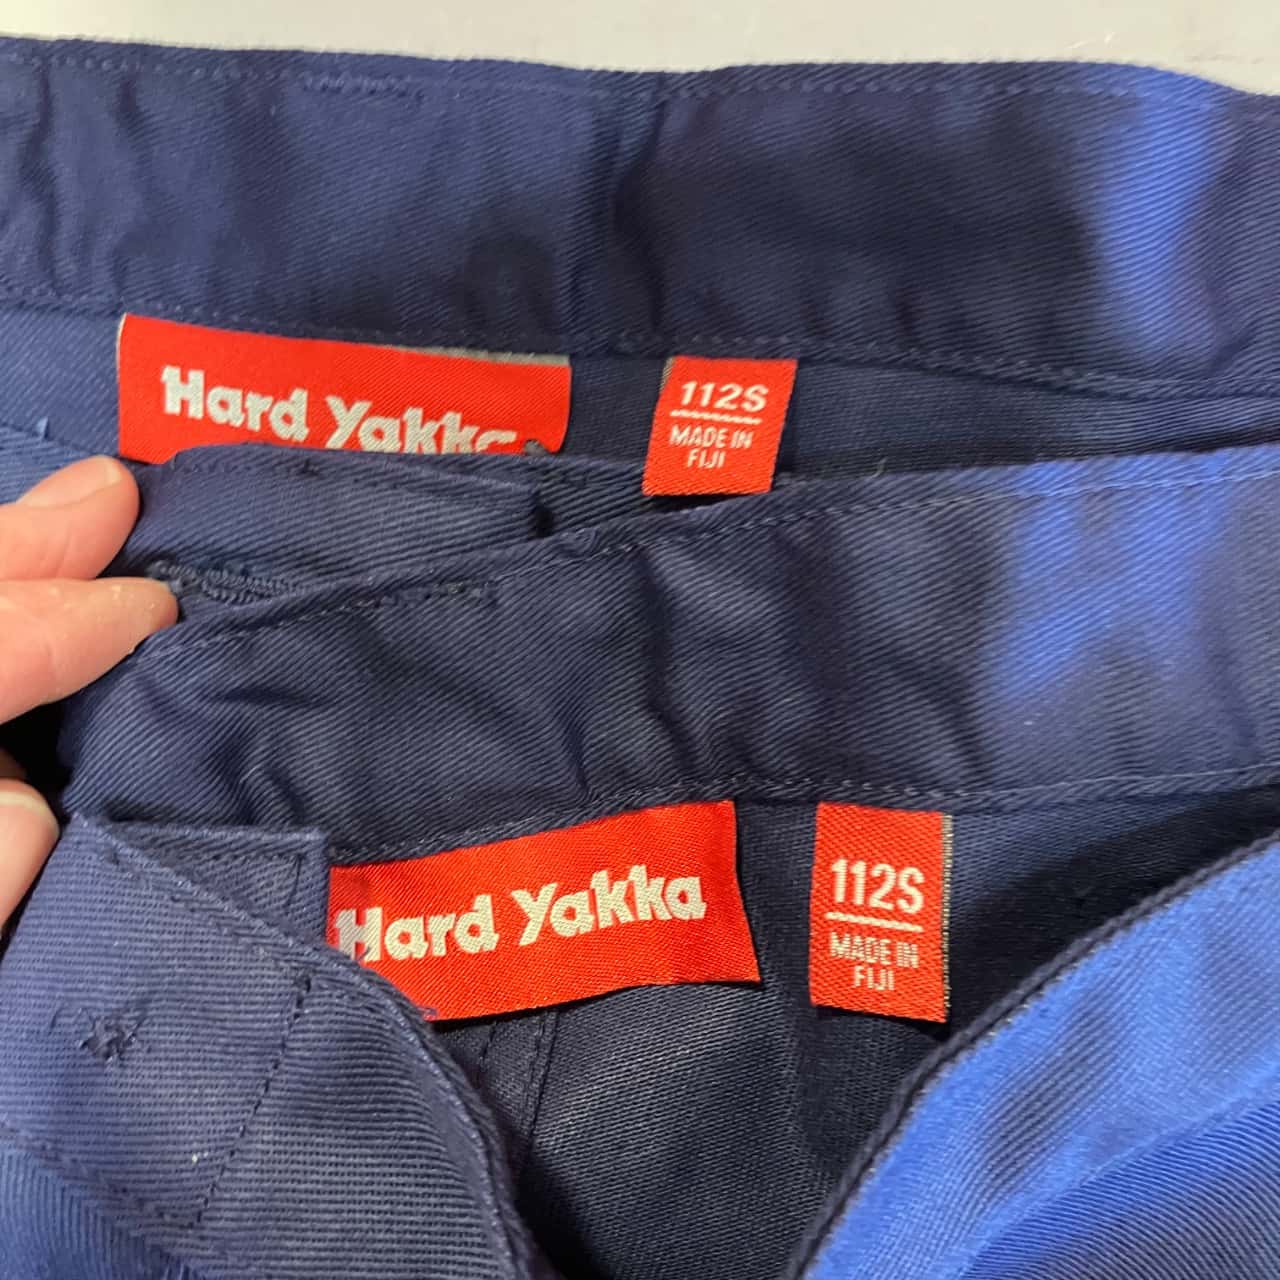 Hard Yakka
112S
MADE IN
FIJI
Hard Yakka
112S
MADE IN
FIJI